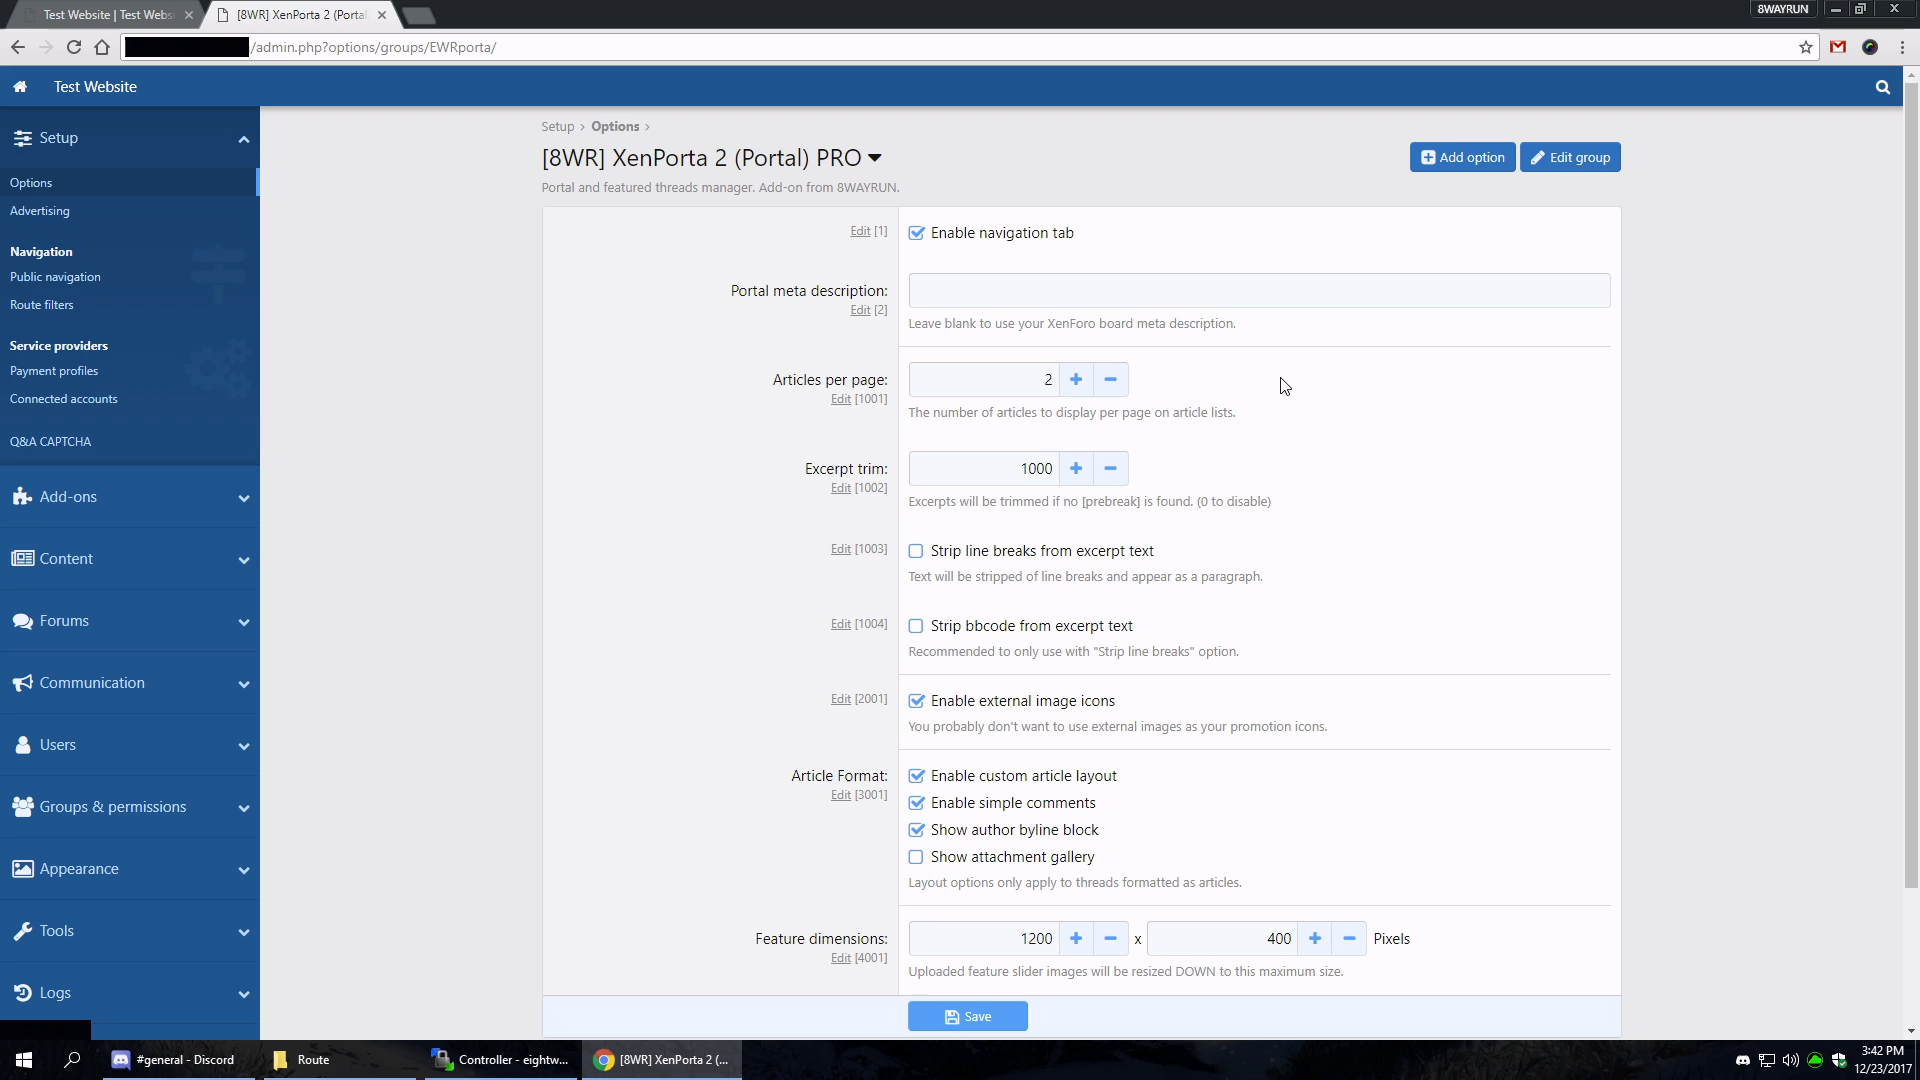 Test Website | Test Webs
[8WR] XenPorta 2 (Portal
8WAYRUN
/admin.php?options/groups/EWRporta/
Test Website
Setup
Options
Advertising
Navigation
Public navigation
Route filters
Service providers
Payment profiles
Connected accounts
Q&A CAPTCHA
Add-ons
Content
Forums
Communication
Users
Groups & permissions
Appearance
Tools
Logs
Setup › Options ›
[8WR] XenPorta 2 (Portal) PRO
Add option
Edit group
Portal and featured threads manager. Add-on from 8WAYRUN.
Edit [1]
Enable navigation tab
Portal meta description:
Edit [2]
Leave blank to use your XenForo board meta description.
Articles per page:
2
Edit [1001]
The number of articles to display per page on article lists.
Excerpt trim:
1000
Edit [1002]
Excerpts will be trimmed if no [prebreak] is found. (0 to disable)
Edit [1003]
Strip line breaks from excerpt text
Text will be stripped of line breaks and appear as a paragraph.
Edit [1004]
Strip bbcode from excerpt text
Recommended to only use with "Strip line breaks" option.
Edit [2001]
Enable external image icons
You probably don't want to use external images as your promotion icons.
Article Format:
Edit [3001]
Enable custom article layout
Enable simple comments
Show author byline block
Show attachment gallery
Layout options only apply to threads formatted as articles.
Feature dimensions:
1200 x 400 Pixels
Edit [4001]
Uploaded feature slider images will be resized DOWN to this maximum size.
Save
#general - Discord
Route
Controller - eightw...
[8WR] XenPorta 2 (...
3:42 PM
12/23/2017